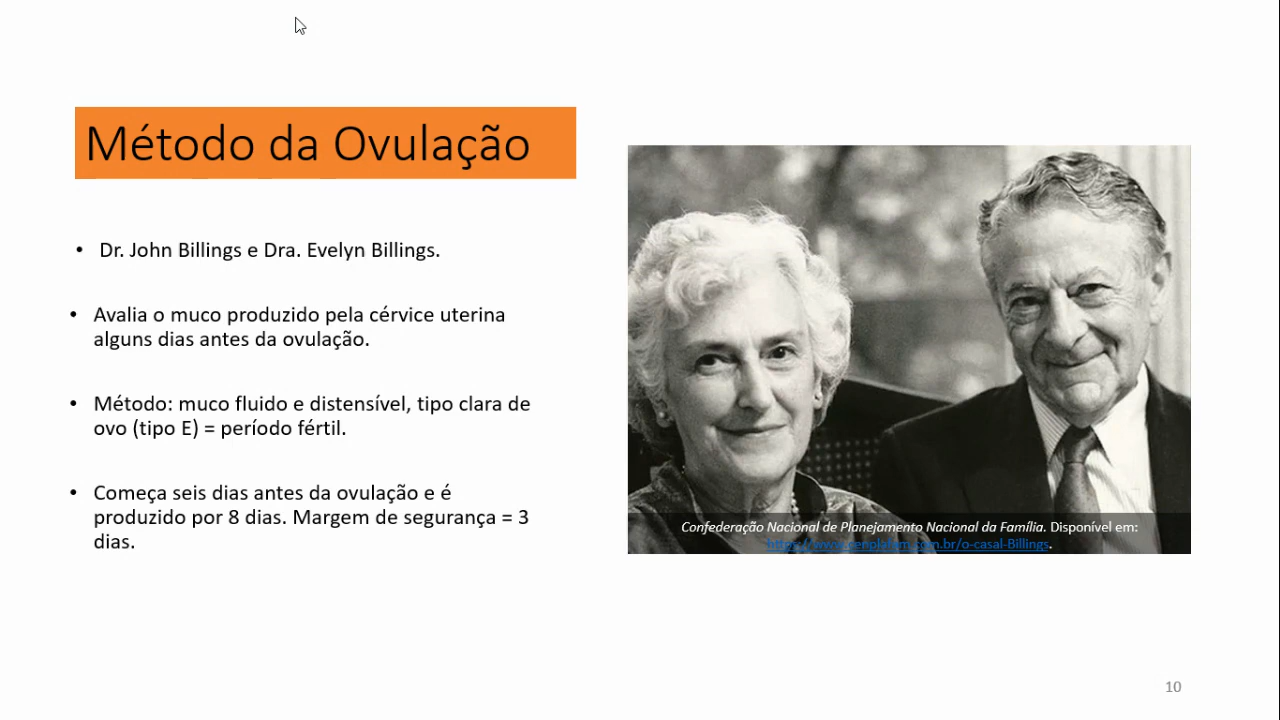 Método da Ovulação
• Dr. John Billings e Dra. Evelyn Billings.
• Avalia o muco produzido pela cérvice uterina
alguns dias antes da ovulação.
• Método: muco fluido e distensível, tipo clara de
ovo (tipo E) = período fértil.
• Começa seis dias antes da ovulação e é
produzido por 8 dias. Margem de segurança = 3
dias.
Confederação Nacional de Planejamento Nacional da Família. Disponível em:
https://www.cenplafam.com.br/o-casal-Billings.
10